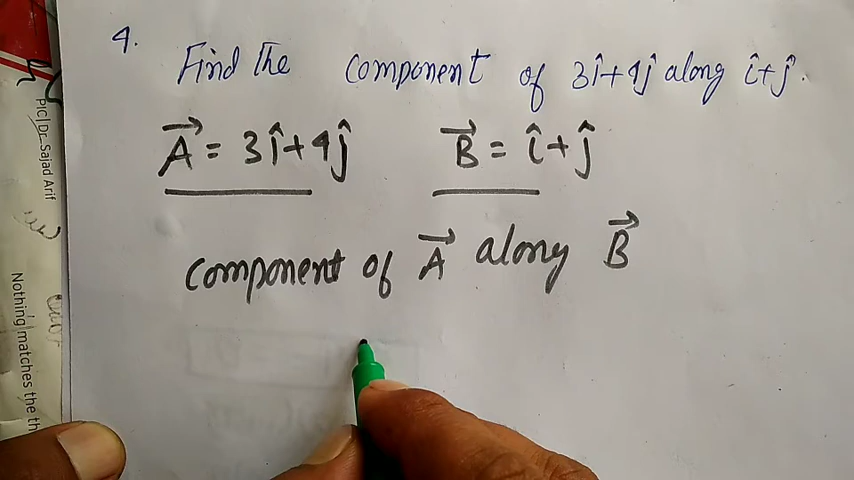 4.
Find the component of 3î+4ĵ along î+ĵ.
A⃗ = 3î+4ĵ B⃗ = î+ĵ
component of A⃗ along B⃗
PIC|Dr Sajad Arif
Nothing matches the th